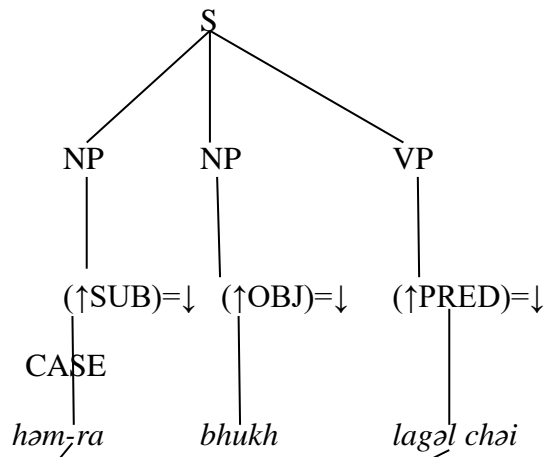 S
NP NP VP
(↑SUB)=↓ (↑OBJ)=↓ (↑PRED)=↓
CASE
həm-ra bhukh lagəl chəi